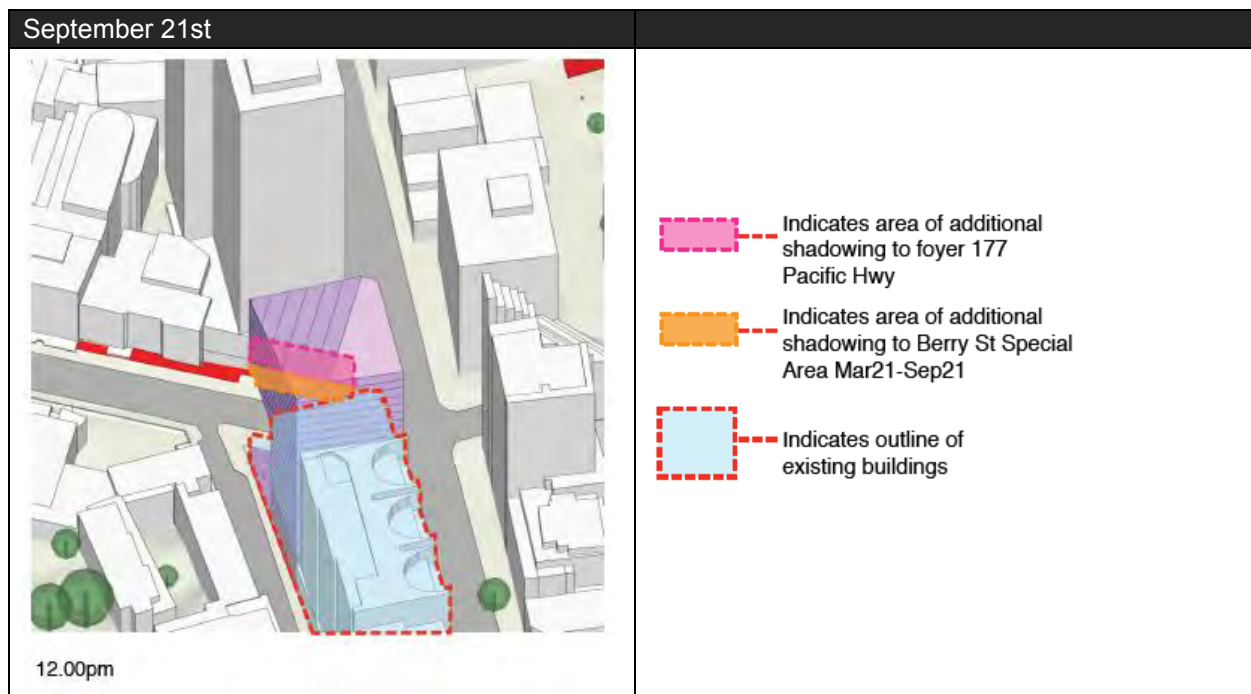 September 21st
Indicates area of additional
shadowing to foyer 177
Pacific Hwy
Indicates area of additional
shadowing to Berry St Special
Area Mar21-Sep21
Indicates outline of
existing buildings
12.00pm